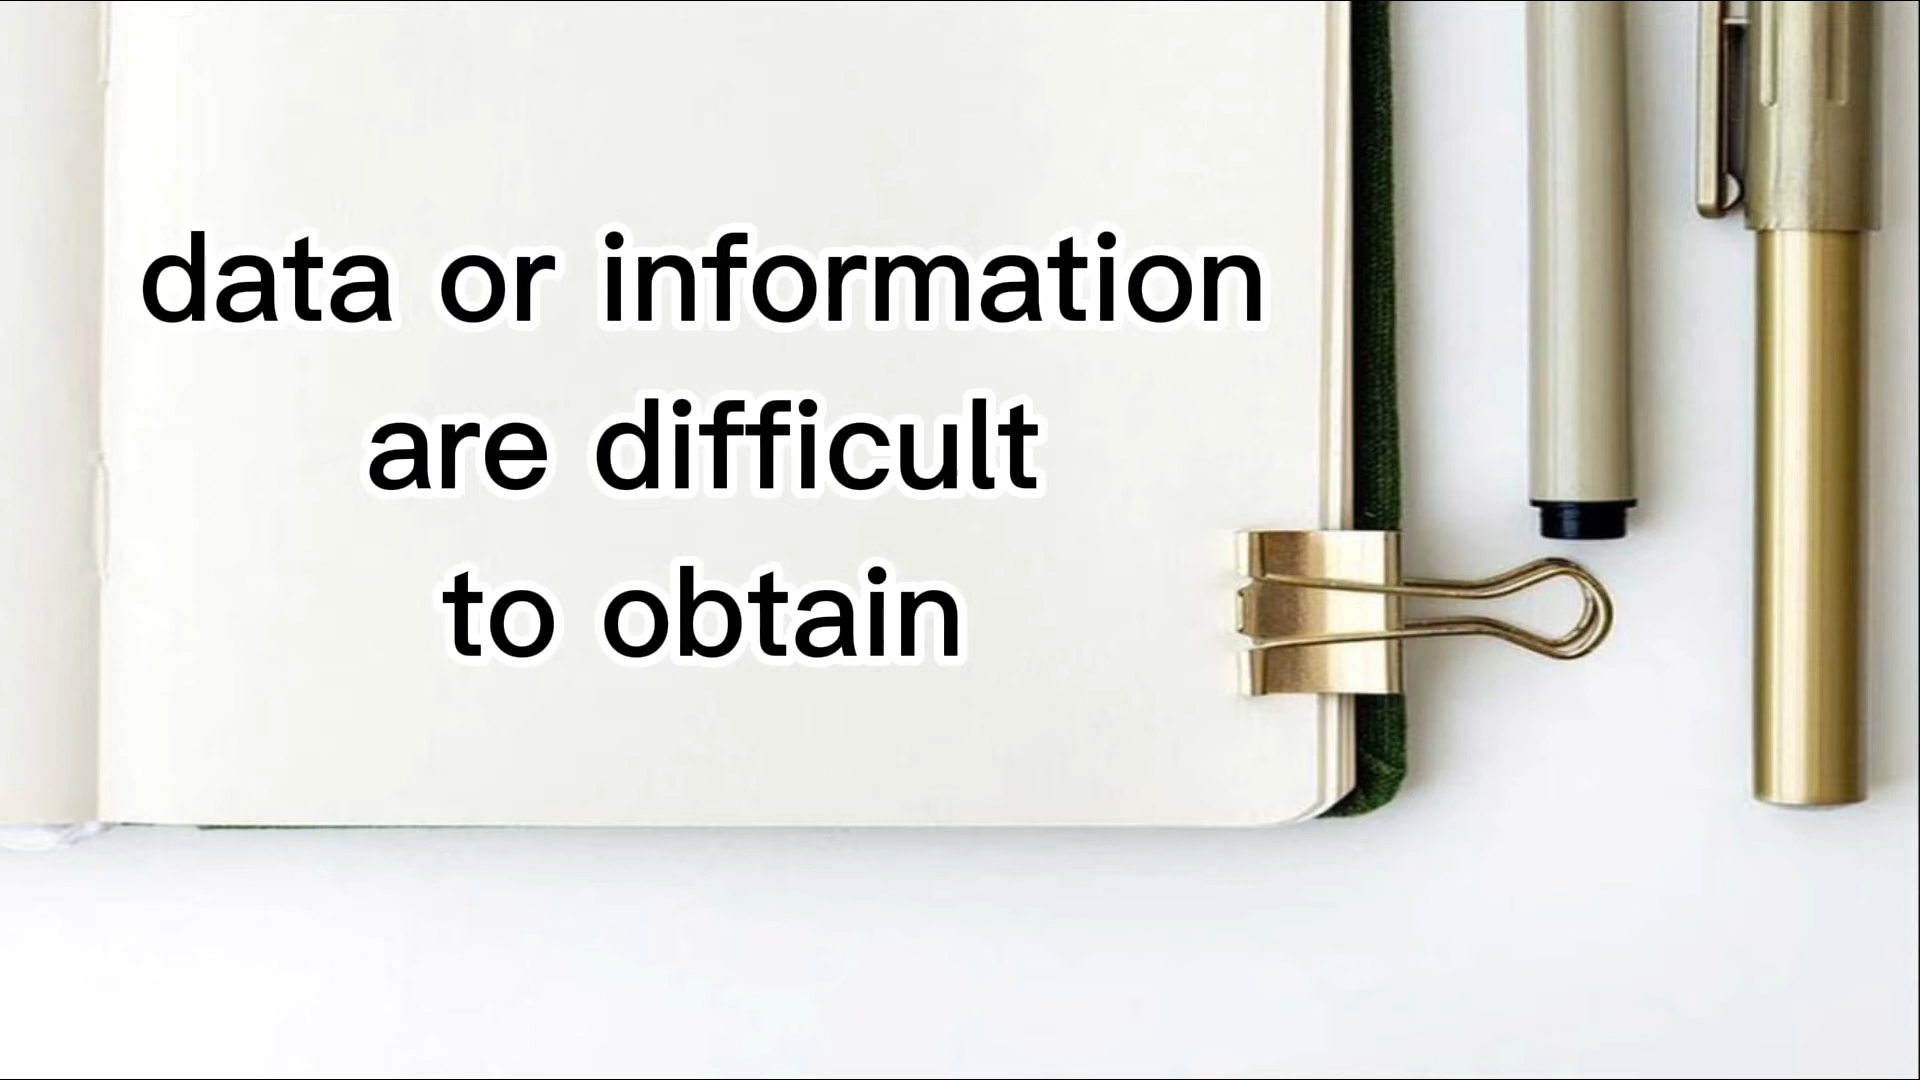 data or information
are difficult
to obtain